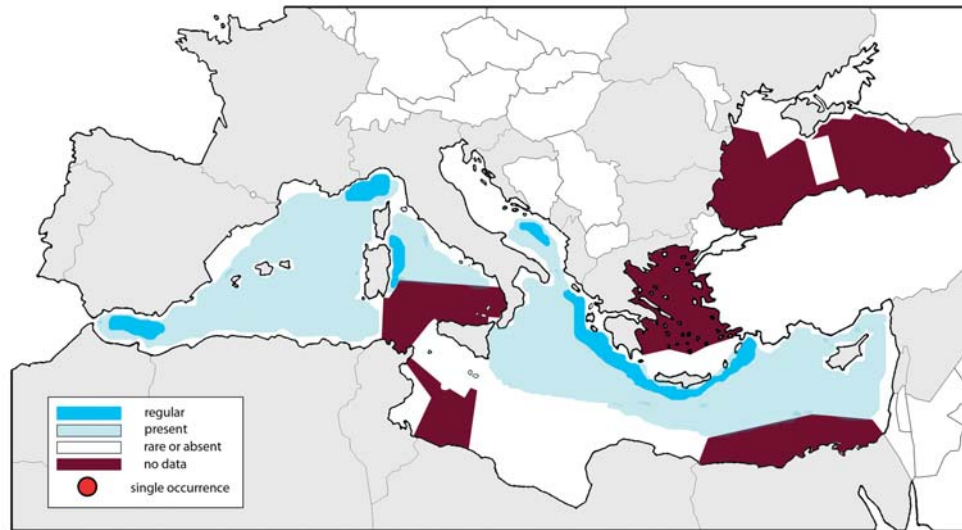 regular
present
rare or absent
no data
single occurrence